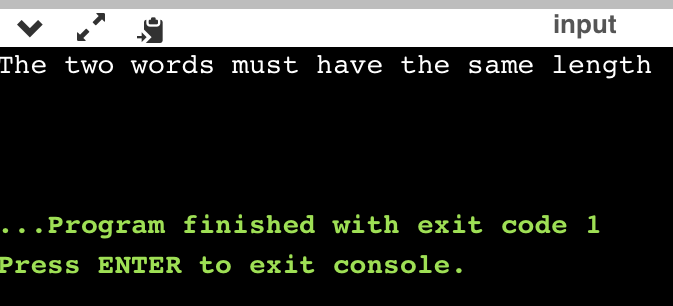 input
The two words must have the same length
...Program finished with exit code 1
Press ENTER to exit console.